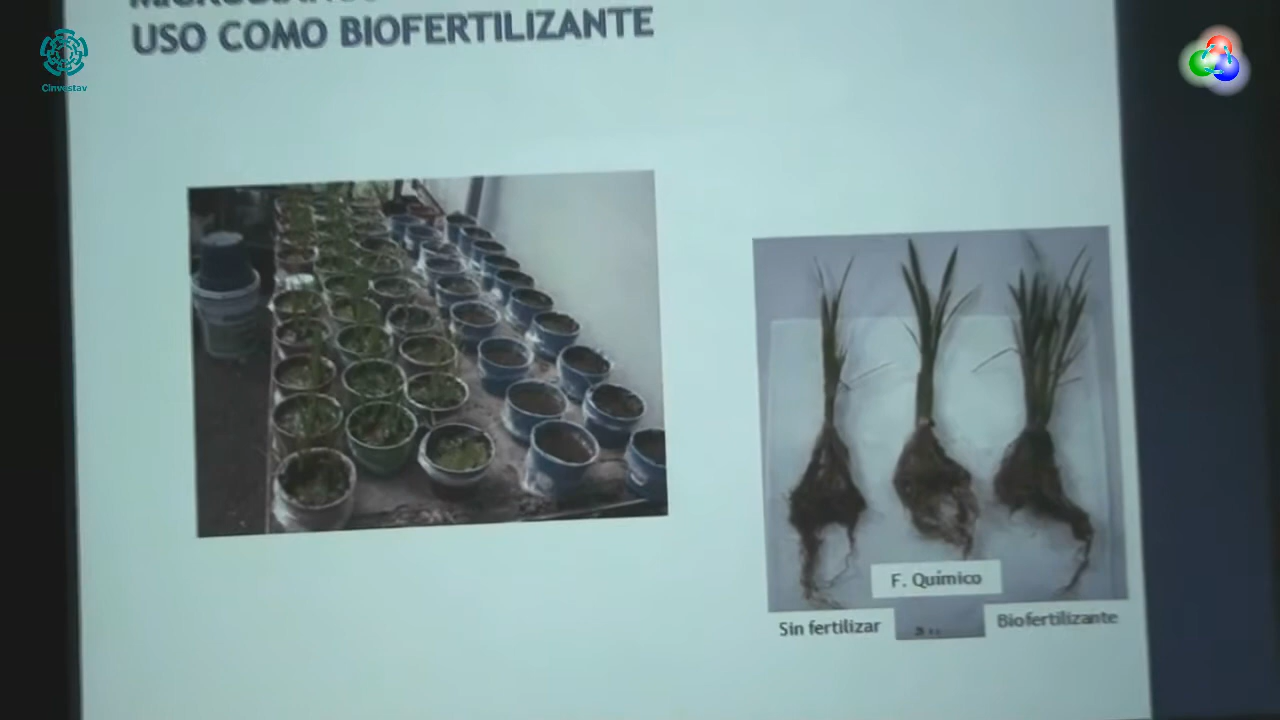 USO COMO BIOFERTILIZANTE
Cinvestav
F. Químico
Sin fertilizar
Biofertilizante